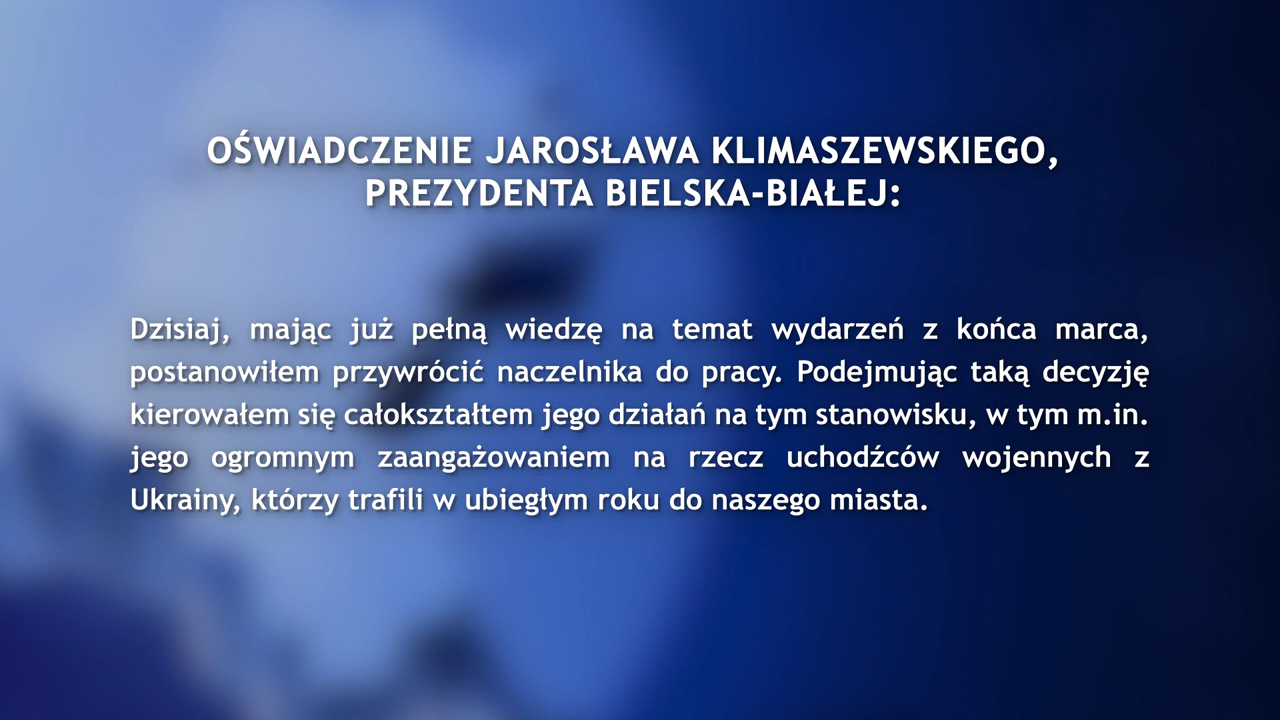 OŚWIADCZENIE JAROSŁAWA KLIMASZEWSKIEGO,
PREZYDENTA BIELSKA-BIAŁEJ:
Dzisiaj, mając już pełną wiedzę na temat wydarzeń z końca marca,
postanowiłem przywrócić naczelnika do pracy. Podejmując taką decyzję
kierowałem się całokształtem jego działań na tym stanowisku, w tym m.in.
jego ogromnym zaangażowaniem na rzecz uchodźców wojennych z
Ukrainy, którzy trafili w ubiegłym roku do naszego miasta.